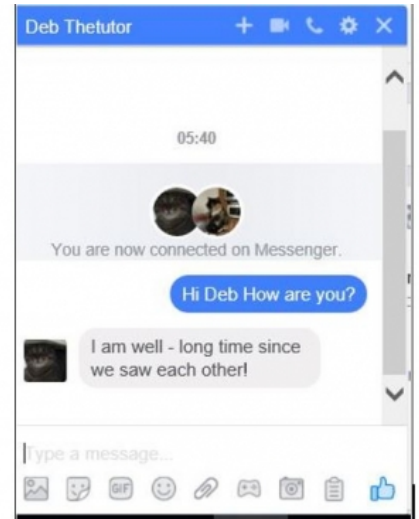 Deb Thetutor
05:40
You are now connected on Messenger.
Hi Deb How are you?
I am well - long time since
we saw each other!
Type a message...
GIF